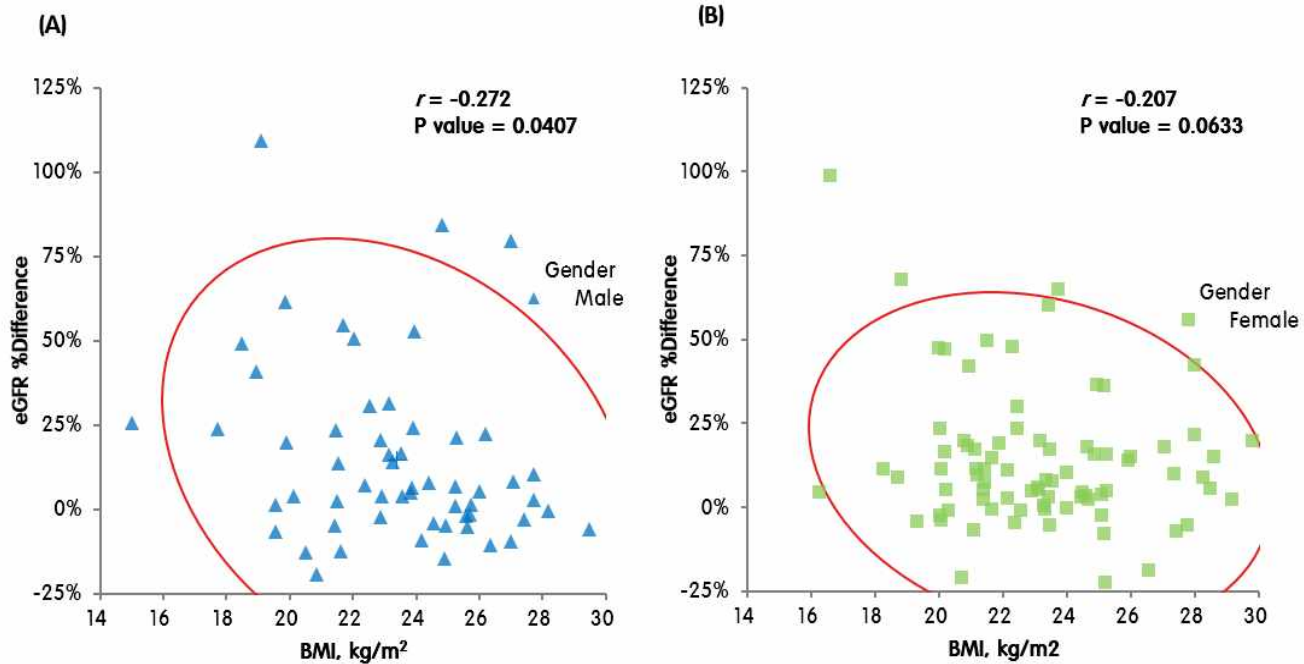 (A)
125%
100%
75%
50%
25%
0%
-25%
eGFR %Difference
r = -0.272
P value = 0.0407
Gender
Male
14 16 18 20 22 24 26 28 30
BMI, kg/m²
(B)
125%
100%
75%
50%
25%
0%
-25%
eGFR %Difference
r = -0.207
P value = 0.0633
Gender
Female
14 16 18 20 22 24 26 28 30
BMI, kg/m2